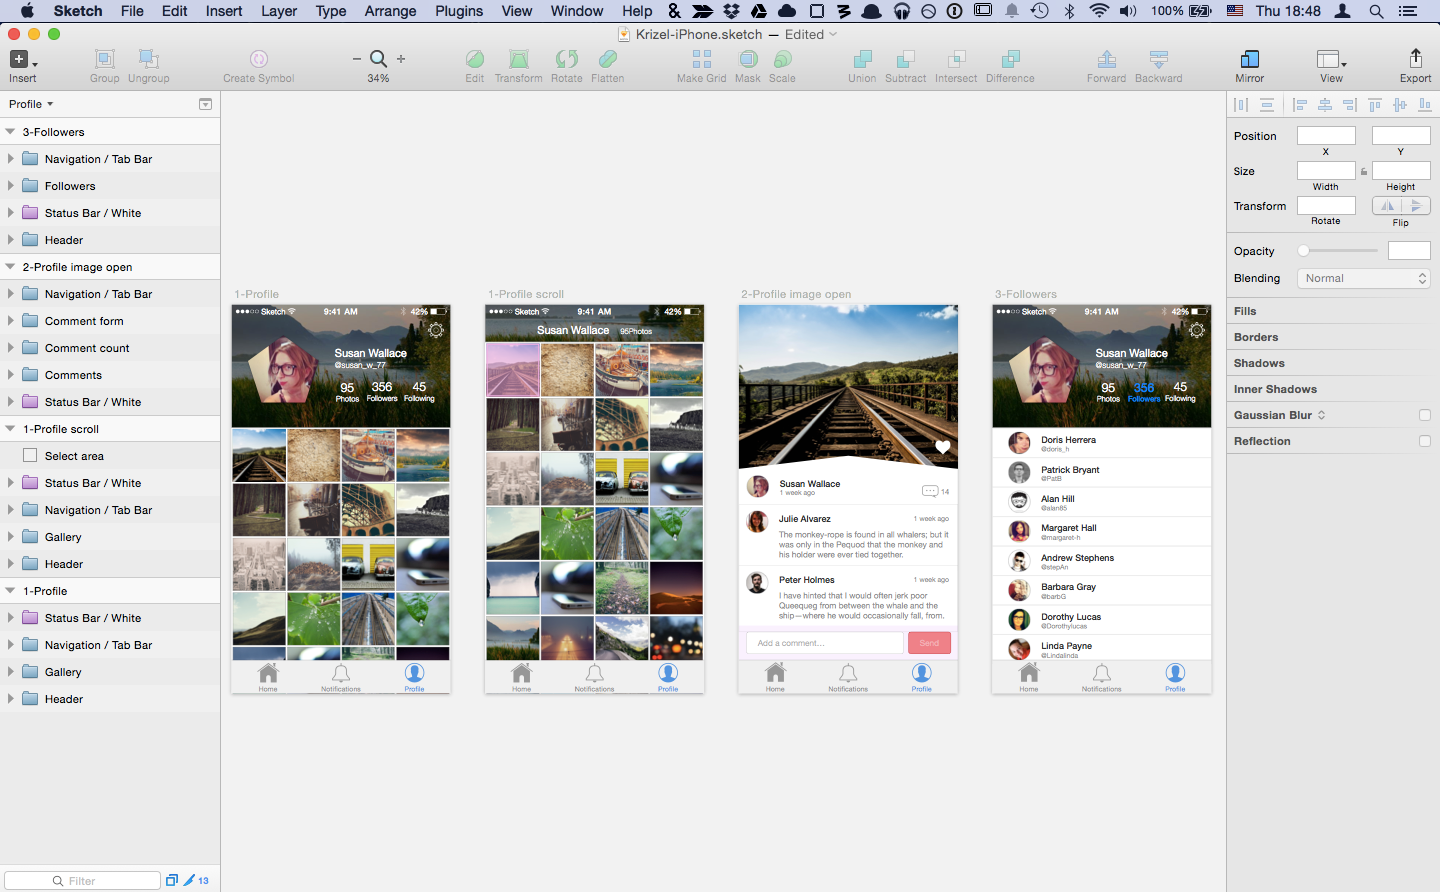 Sketch File Edit Insert Layer Type Arrange Plugins View Window Help 100% Thu 18:48
Krizel-iPhone.sketch — Edited
Insert Group Ungroup Create Symbol 34% Edit Transform Rotate Flatten Make Grid Mask Scale Union Subtract Intersect Difference Forward Backward Mirror View Export
Profile
3-Followers
Navigation / Tab Bar
Followers
Status Bar / White
Header
2-Profile image open
Navigation / Tab Bar
Comment form
Comment count
Comments
Status Bar / White
1-Profile scroll
Select area
Status Bar / White
Navigation / Tab Bar
Gallery
Header
1-Profile
Status Bar / White
Navigation / Tab Bar
Gallery
Header
Filter 13
1-Profile
Sketch 9:41 AM 42%
Susan Wallace
@susan_w_77
95 356 45
Photos Followers Following
Home Notifications Profile
1-Profile scroll
Sketch 9:41 AM 42%
Susan Wallace 95Photos
Home Notifications Profile
2-Profile image open
Susan Wallace
1 week ago 14
Julie Alvarez 1 week ago
The monkey-rope is found in all whalers; but it
was only in the Pequod that the monkey and
his holder were ever tied together.
Peter Holmes 1 week ago
I have hinted that I would often jerk poor
Queequeg from between the whale and the
ship—where he would occasionally fall, from.
Add a comment... Send
Home Notifications Profile
3-Followers
Sketch 9:41 AM 42%
Susan Wallace
@susan_w_77
95 356 45
Photos Followers Following
Doris Herrera
@doris_h
Patrick Bryant
@PatB
Alan Hill
@alan85
Margaret Hall
@margaret-h
Andrew Stephens
@stepAn
Barbara Gray
@barbG
Dorothy Lucas
@Dorothylucas
Linda Payne
@Lindalinda
Home Notifications Profile
Position
X Y
Size
Width Height
Transform
Rotate Flip
Opacity
Blending Normal
Fills
Borders
Shadows
Inner Shadows
Gaussian Blur
Reflection